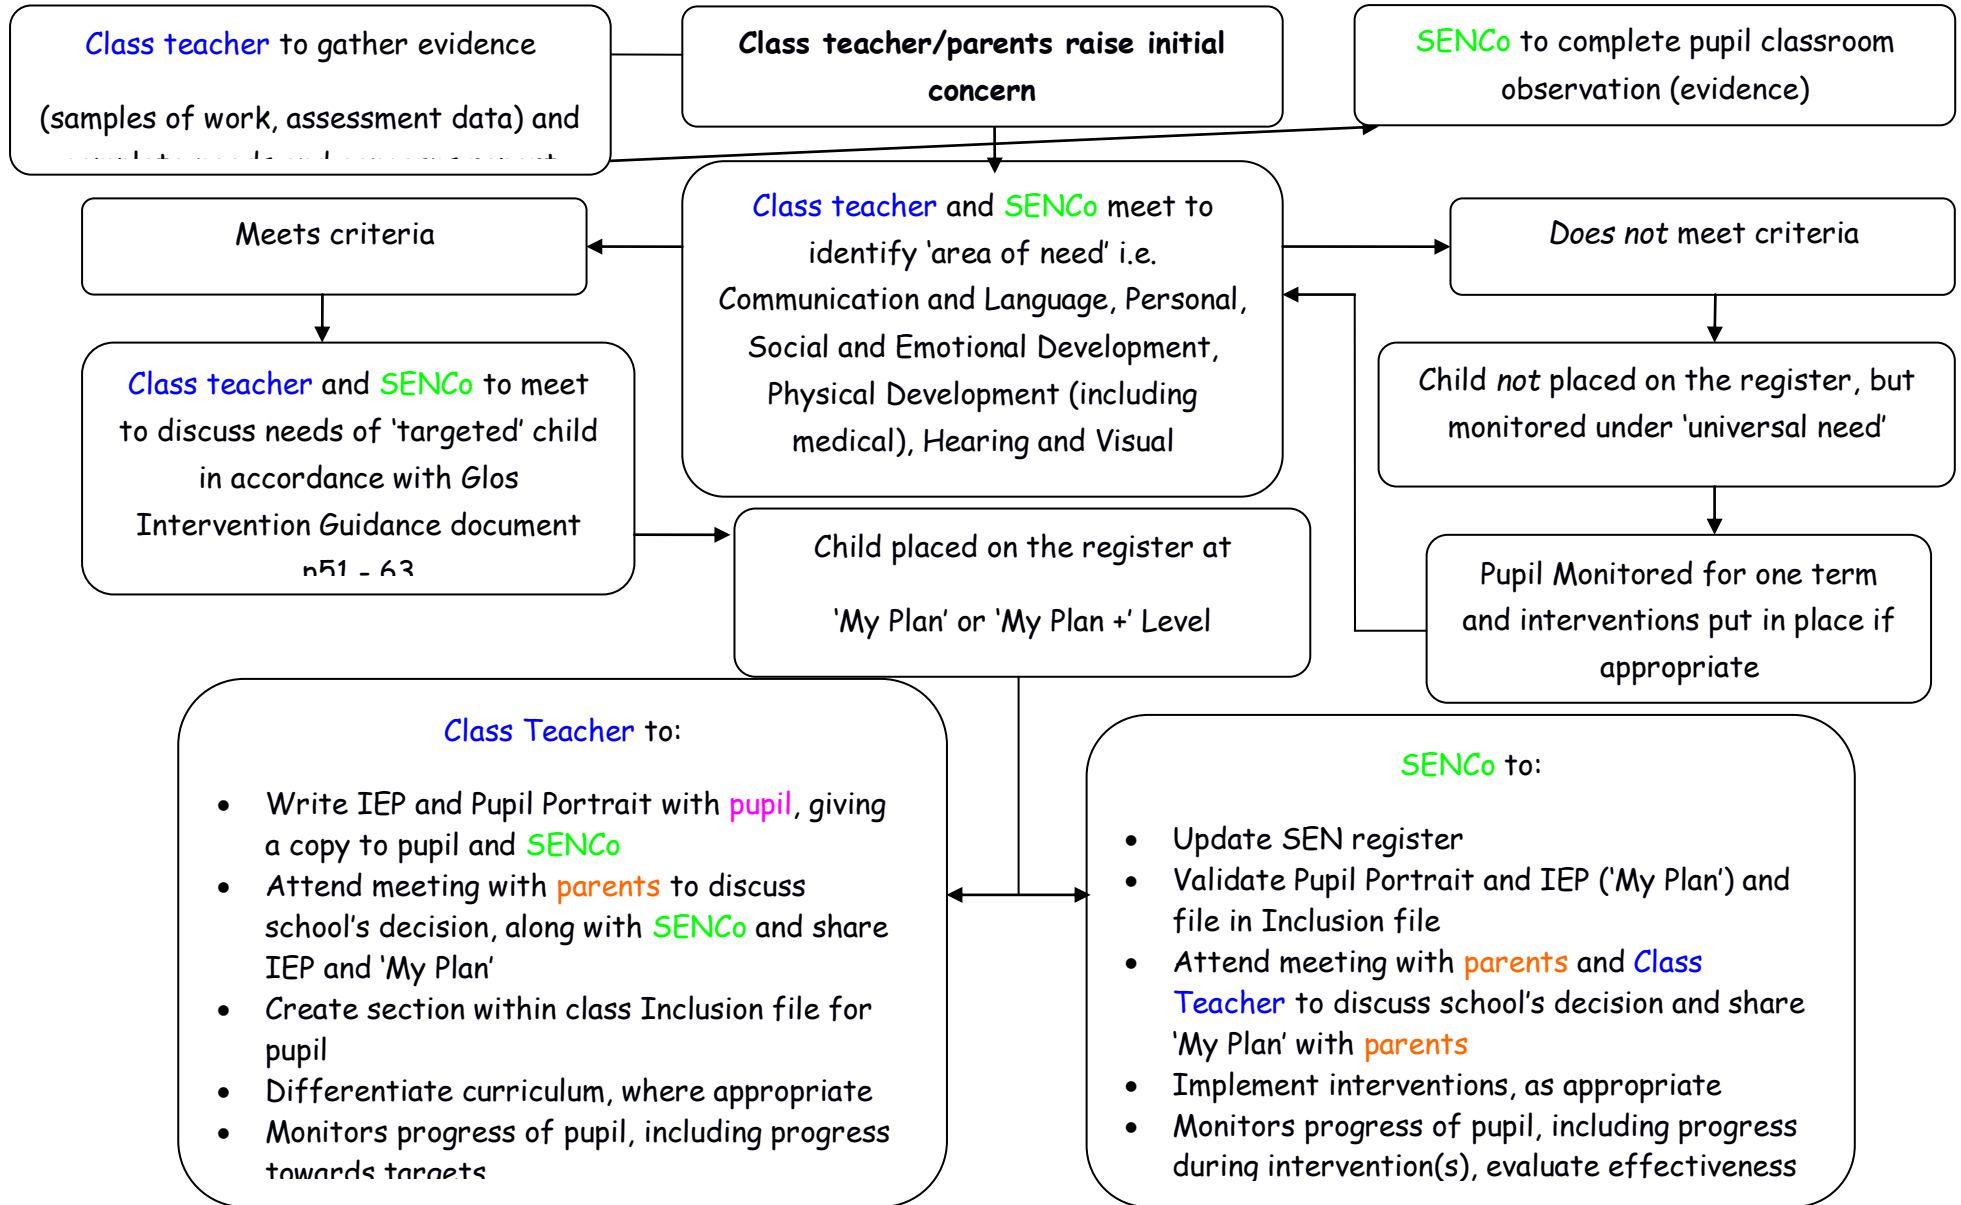 Class teacher to gather evidence
(samples of work, assessment data) and
Class teacher/parents raise initial
concern
SENCo to complete pupil classroom
observation (evidence)
Meets criteria
Class teacher and SENCo meet to
identify ‘area of need’ i.e.
Communication and Language, Personal,
Social and Emotional Development,
Physical Development (including
medical), Hearing and Visual
Does not meet criteria
Class teacher and SENCo to meet
to discuss needs of ‘targeted’ child
in accordance with Glos
Intervention Guidance document
p51 - 63
Child not placed on the register, but
monitored under ‘universal need’
Child placed on the register at
‘My Plan’ or ‘My Plan +’ Level
Pupil Monitored for one term
and interventions put in place if
appropriate
Class Teacher to:
• Write IEP and Pupil Portrait with pupil, giving
a copy to pupil and SENCo
• Attend meeting with parents to discuss
school’s decision, along with SENCo and share
IEP and ‘My Plan’
• Create section within class Inclusion file for
pupil
• Differentiate curriculum, where appropriate
• Monitors progress of pupil, including progress
towards targets
SENCo to:
• Update SEN register
• Validate Pupil Portrait and IEP (‘My Plan’) and
file in Inclusion file
• Attend meeting with parents and Class
Teacher to discuss school’s decision and share
‘My Plan’ with parents
• Implement interventions, as appropriate
• Monitors progress of pupil, including progress
during intervention(s), evaluate effectiveness